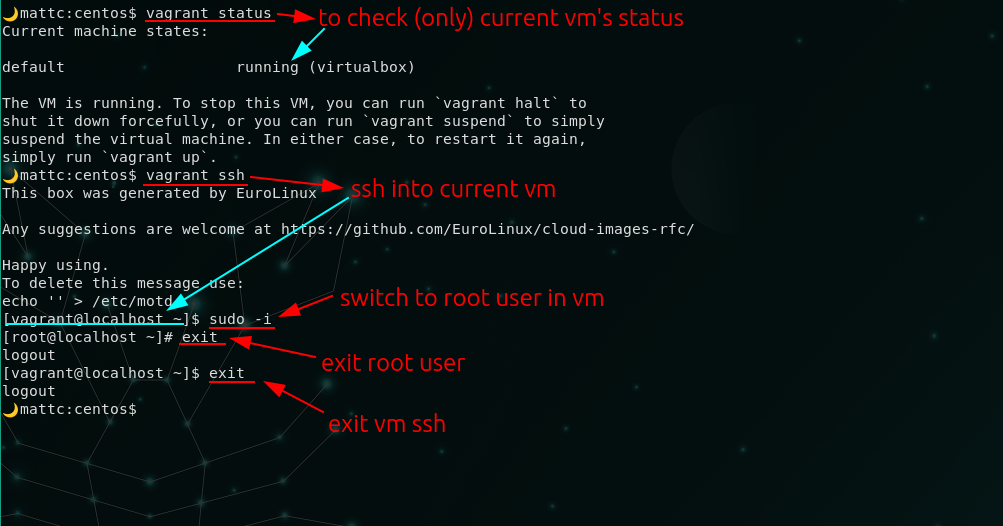 🌙mattc:centos$ vagrant status
to check (only) current vm's status
Current machine states:
default                   running (virtualbox)
The VM is running. To stop this VM, you can run `vagrant halt` to
shut it down forcefully, or you can run `vagrant suspend` to simply
suspend the virtual machine. In either case, to restart it again,
simply run `vagrant up`.
🌙mattc:centos$ vagrant ssh
ssh into current vm
This box was generated by EuroLinux
Any suggestions are welcome at https://github.com/EuroLinux/cloud-images-rfc/
Happy using.
To delete this message use:
echo '' > /etc/motd
switch to root user in vm
[vagrant@localhost ~]$ sudo -i
[root@localhost ~]# exit
logout
exit root user
[vagrant@localhost ~]$ exit
logout
🌙mattc:centos$
exit vm ssh